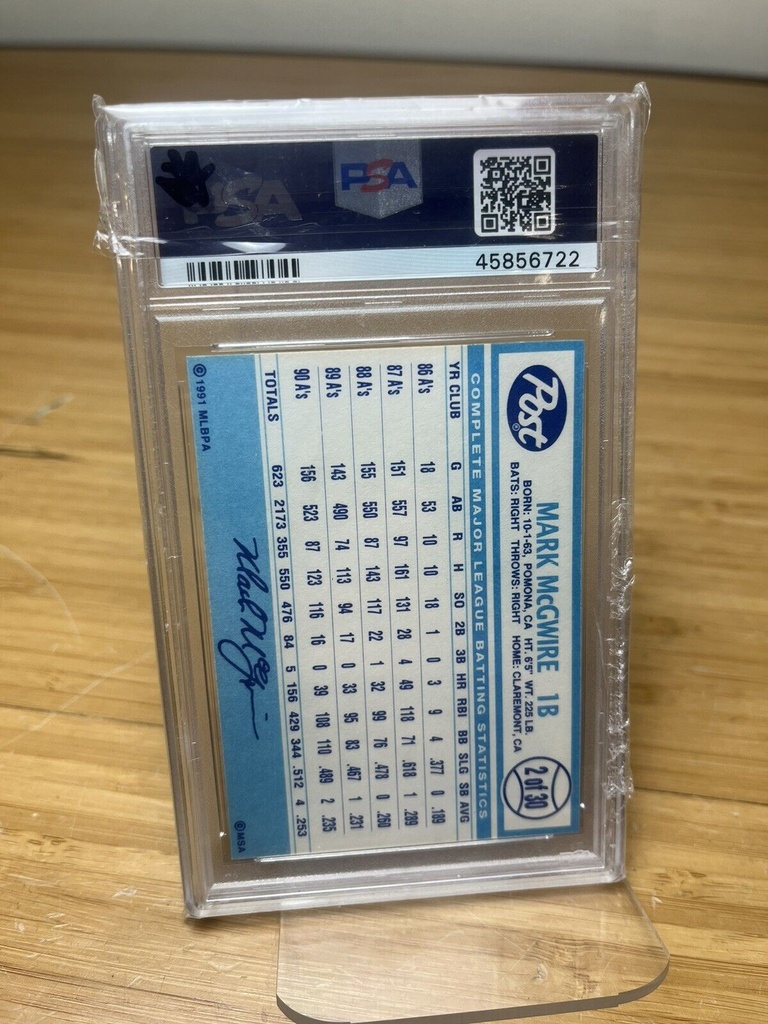 PSA
PSA
45856722
Post®
MARK McGWIRE 1B
BORN: 10-1-63, POMONA, CA HT. 6'5" WT. 225 LB.
BATS: RIGHT THROWS: RIGHT HOME: CLAREMONT, CA
2 of 30
COMPLETE MAJOR LEAGUE BATTING STATISTICS
YR CLUB G AB R H SO 2B 3B HR RBI BB SLG SB AVG
86 A's 18 53 10 10 18 1 0 3 9 4 .377 0 .189
87 A's 151 557 97 161 131 28 4 49 118 71 .618 1 .289
88 A's 155 550 87 143 117 22 1 32 99 76 .478 0 .260
89 A's 143 490 74 113 94 17 0 33 95 83 .467 1 .231
90 A's 156 523 87 123 116 16 0 39 108 110 .489 2 .235
TOTALS 623 2173 355 550 476 84 5 156 429 344 .512 4 .253
Mark McGwire
©1991 MLBPA
©MSA